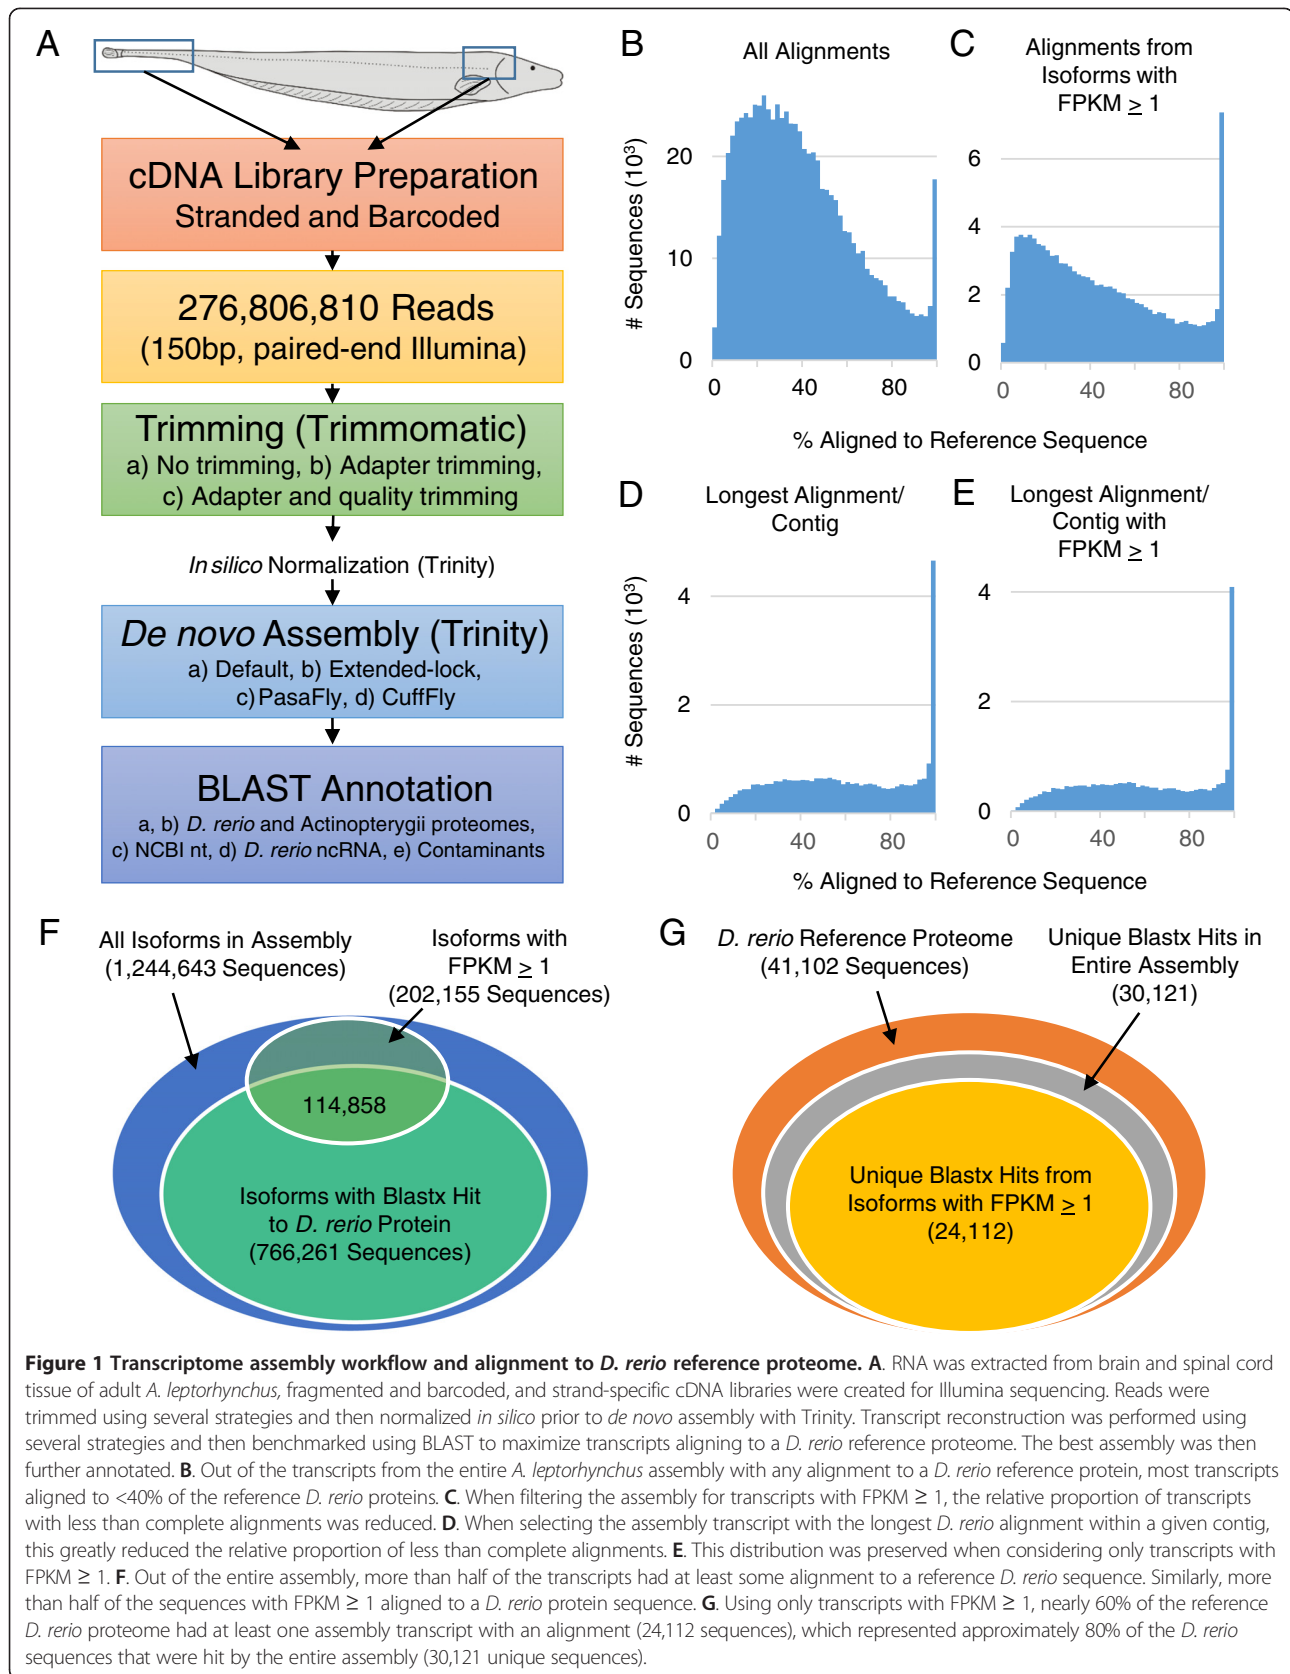 A
cDNA Library Preparation
Stranded and Barcoded
276,806,810 Reads
(150bp, paired-end Illumina)
Trimming (Trimmomatic)
a) No trimming, b) Adapter trimming,
c) Adapter and quality trimming
In silico Normalization (Trinity)
De novo Assembly (Trinity)
a) Default, b) Extended-lock,
c) PasaFly, d) CuffFly
BLAST Annotation
a, b) D. rerio and Actinopterygii proteomes,
c) NCBI nt, d) D. rerio ncRNA, e) Contaminants
B
All Alignments
# Sequences (10³)
20
10
0
0 40 80
C
Alignments from
Isoforms with
FPKM ≥ 1
6
4
2
0
0 40 80
% Aligned to Reference Sequence
D
Longest Alignment/
Contig
# Sequences (10³)
4
2
0
0 40 80
E
Longest Alignment/
Contig with
FPKM ≥ 1
4
2
0
0 40 80
% Aligned to Reference Sequence
F
All Isoforms in Assembly
(1,244,643 Sequences)
Isoforms with
FPKM ≥ 1
(202,155 Sequences)
114,858
Isoforms with Blastx Hit
to D. rerio Protein
(766,261 Sequences)
G
D. rerio Reference Proteome
(41,102 Sequences)
Unique Blastx Hits in
Entire Assembly
(30,121)
Unique Blastx Hits from
Isoforms with FPKM ≥ 1
(24,112)
Figure 1 Transcriptome assembly workflow and alignment to D. rerio reference proteome. A. RNA was extracted from brain and spinal cord
tissue of adult A. leptorhynchus, fragmented and barcoded, and strand-specific cDNA libraries were created for Illumina sequencing. Reads were
trimmed using several strategies and then normalized in silico prior to de novo assembly with Trinity. Transcript reconstruction was performed using
several strategies and then benchmarked using BLAST to maximize transcripts aligning to a D. rerio reference proteome. The best assembly was then
further annotated. B. Out of the transcripts from the entire A. leptorhynchus assembly with any alignment to a D. rerio reference protein, most transcripts
aligned to <40% of the reference D. rerio proteins. C. When filtering the assembly for transcripts with FPKM ≥ 1, the relative proportion of transcripts
with less than complete alignments was reduced. D. When selecting the assembly transcript with the longest D. rerio alignment within a given contig,
this greatly reduced the relative proportion of less than complete alignments. E. This distribution was preserved when considering only transcripts with
FPKM ≥ 1. F. Out of the entire assembly, more than half of the transcripts had at least some alignment to a reference D. rerio sequence. Similarly, more
than half of the sequences with FPKM ≥ 1 aligned to a D. rerio protein sequence. G. Using only transcripts with FPKM ≥ 1, nearly 60% of the reference
D. rerio proteome had at least one assembly transcript with an alignment (24,112 sequences), which represented approximately 80% of the D. rerio
sequences that were hit by the entire assembly (30,121 unique sequences).